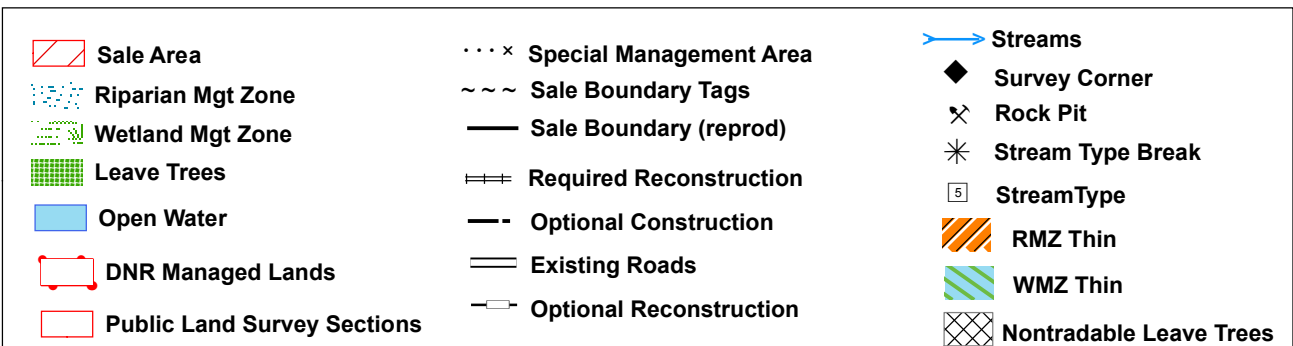 Sale Area
Riparian Mgt Zone
Wetland Mgt Zone
Leave Trees
Open Water
DNR Managed Lands
Public Land Survey Sections
Special Management Area
Sale Boundary Tags
Sale Boundary (reprod)
Required Reconstruction
Optional Construction
Existing Roads
Optional Reconstruction
Streams
Survey Corner
Rock Pit
Stream Type Break
5 StreamType
RMZ Thin
WMZ Thin
Nontradable Leave Trees